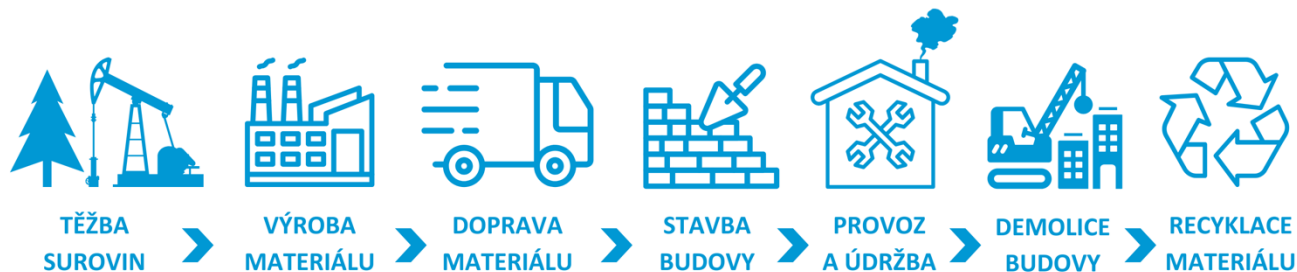 TĚŽBA
SUROVIN
VÝROBA
MATERIÁLU
DOPRAVA
MATERIÁLU
STAVBA
BUDOVY
PROVOZ
A ÚDRŽBA
DEMOLICE
BUDOVY
RECYKLACE
MATERIÁLU